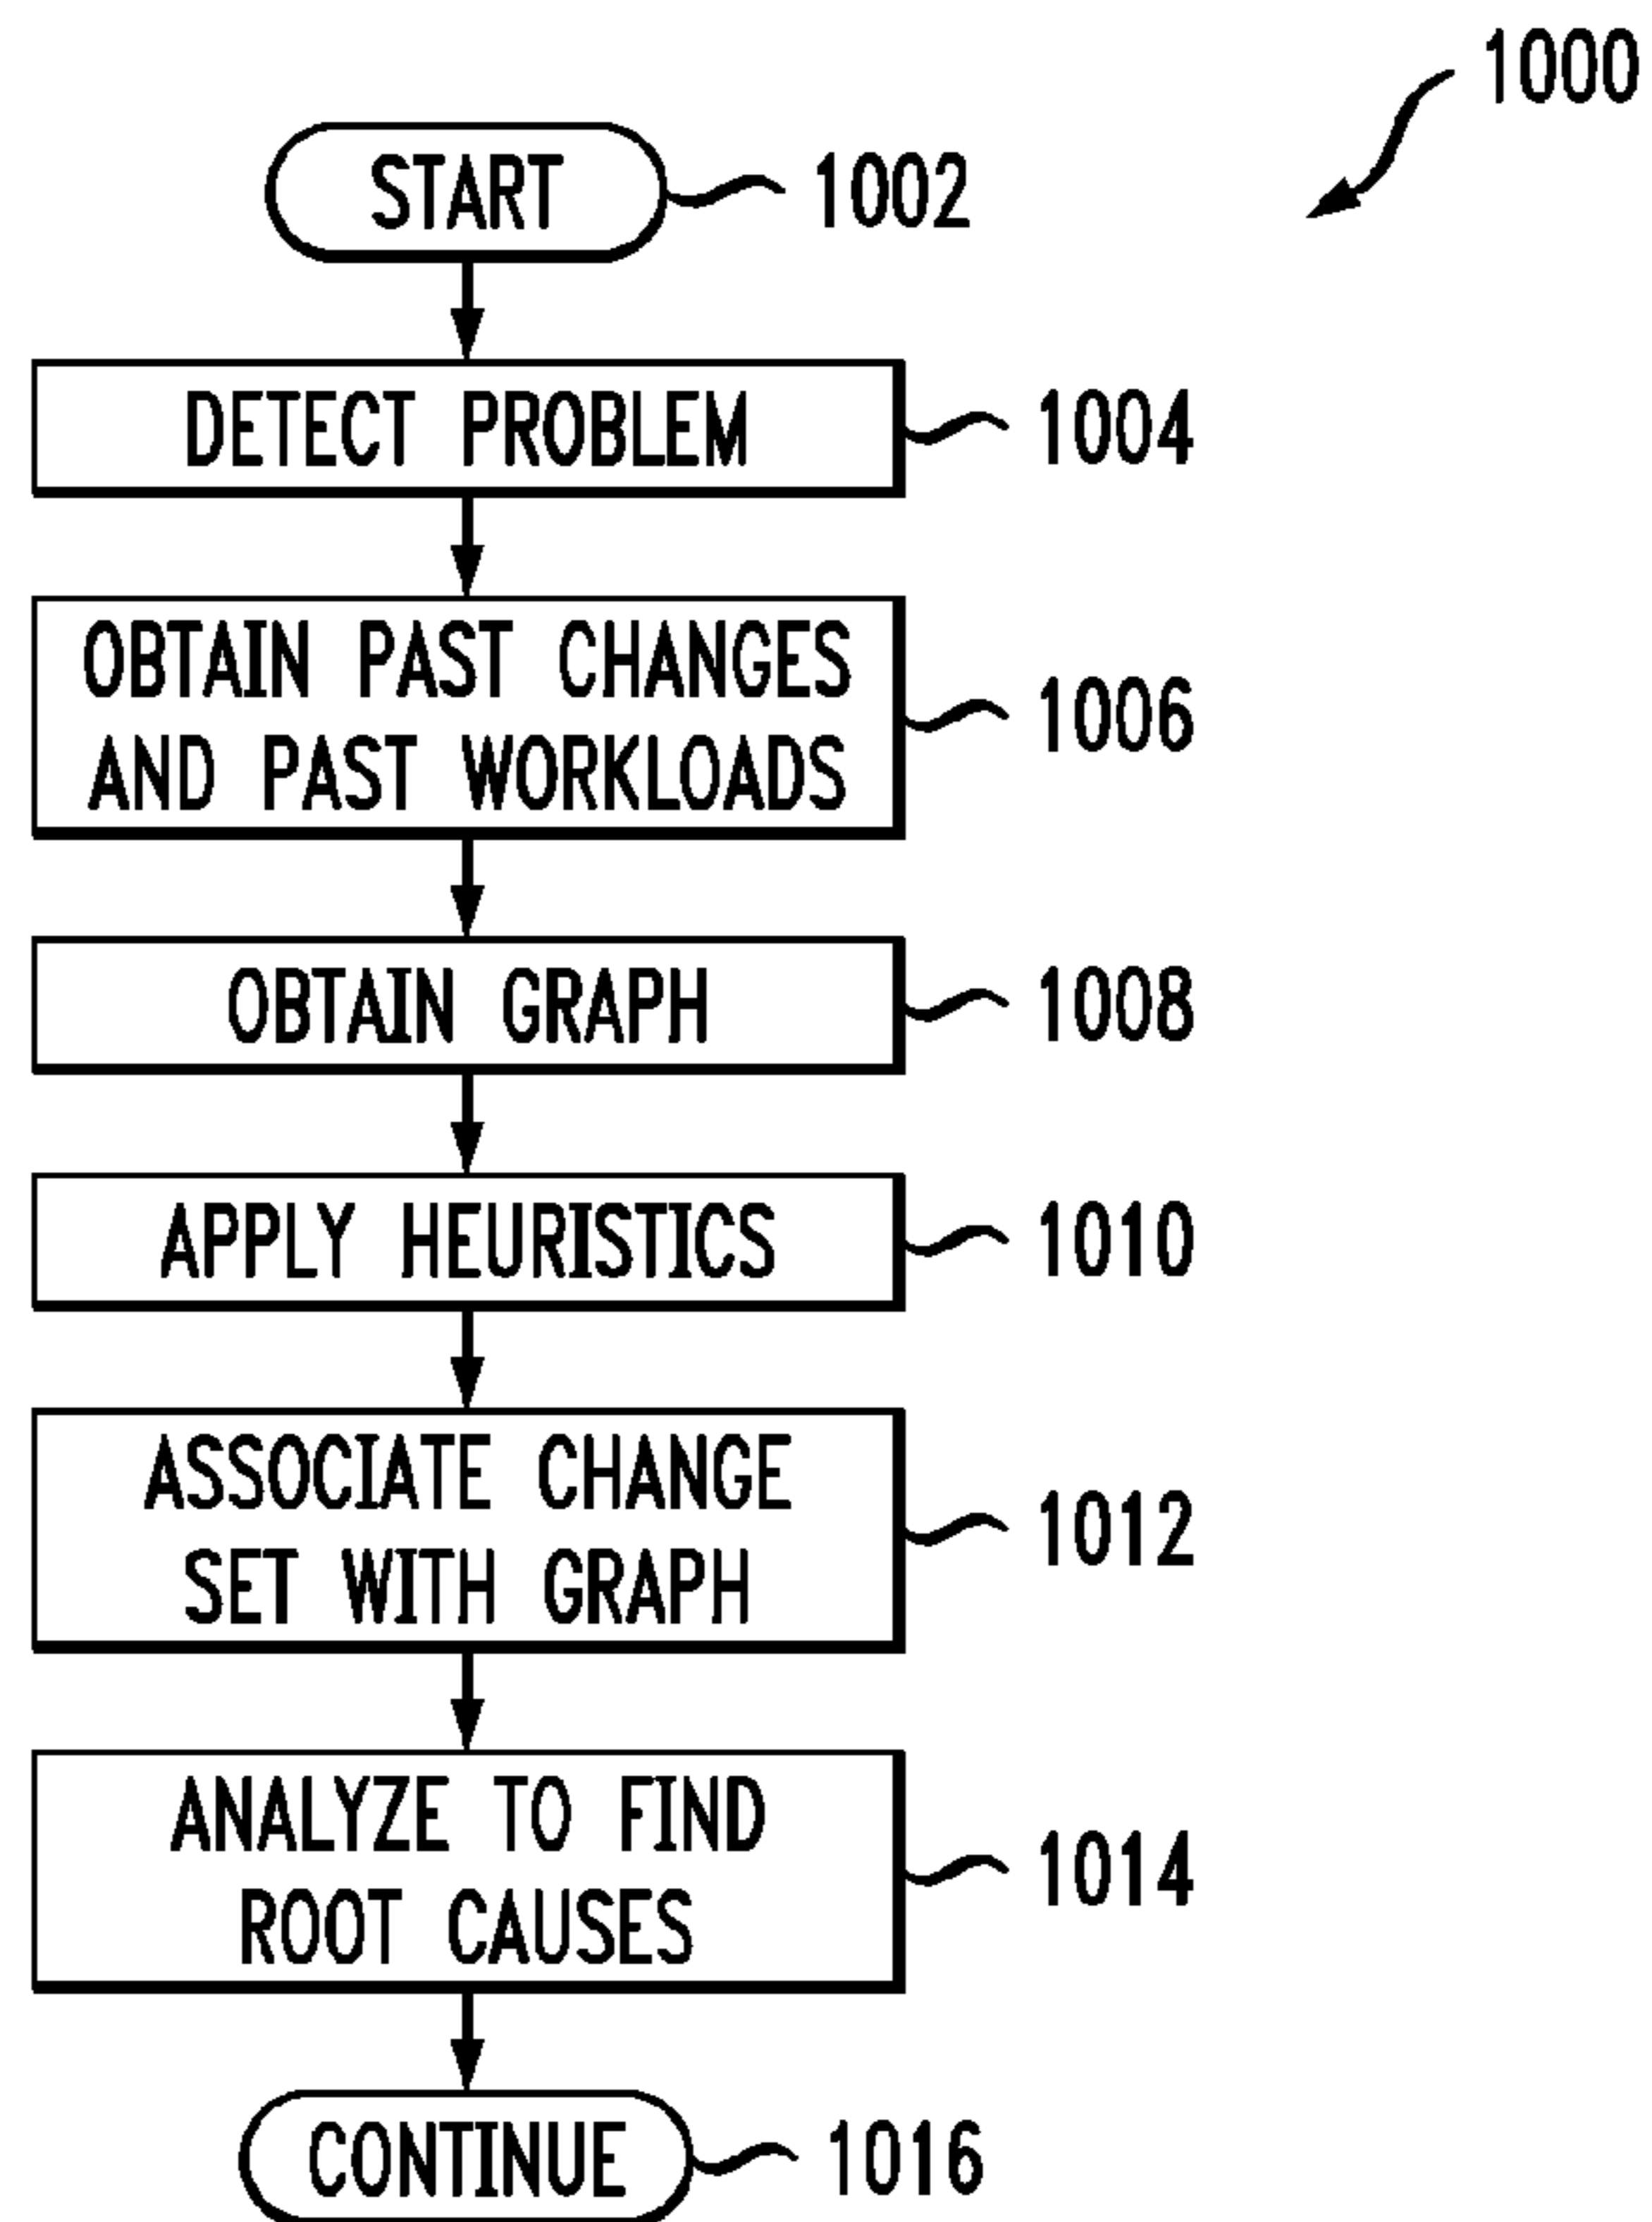 1000
START
1002
DETECT PROBLEM
1004
OBTAIN PAST CHANGES
AND PAST WORKLOADS
1006
OBTAIN GRAPH
1008
APPLY HEURISTICS
1010
ASSOCIATE CHANGE
SET WITH GRAPH
1012
ANALYZE TO FIND
ROOT CAUSES
1014
CONTINUE
1016